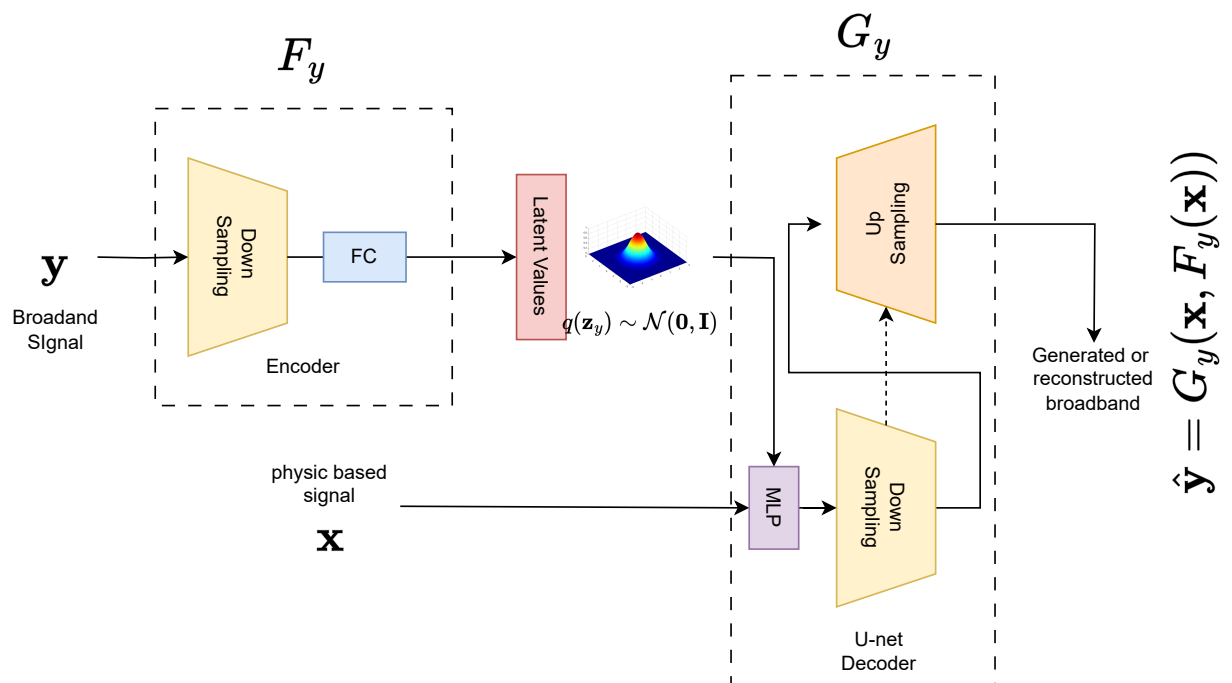 F_y
G_y
Down
Sampling
FC
Latent Values
Up
Sampling
y
Broadand
SIgnal
Encoder
q(z_y) ∼ 𝒩(0, I)
Generated or
reconstructed
broadband
ŷ = G_y(x, F_y(x))
physic based
signal
x
MLP
Down
Sampling
U-net
Decoder